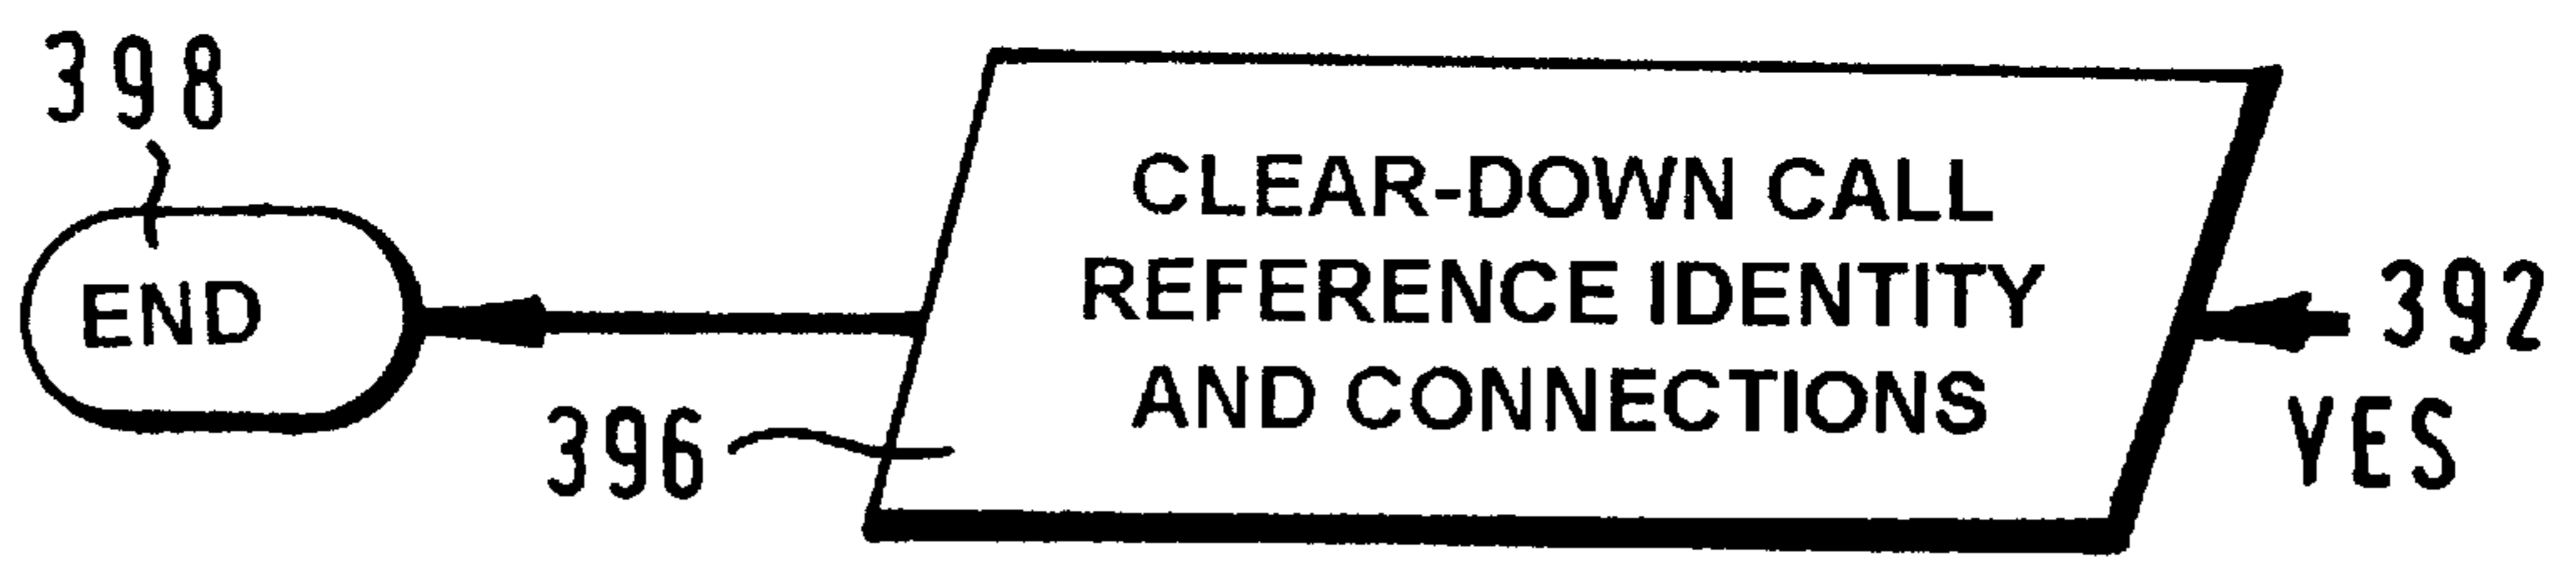 398
END
396
CLEAR-DOWN CALL
REFERENCE IDENTITY
AND CONNECTIONS
392
YES